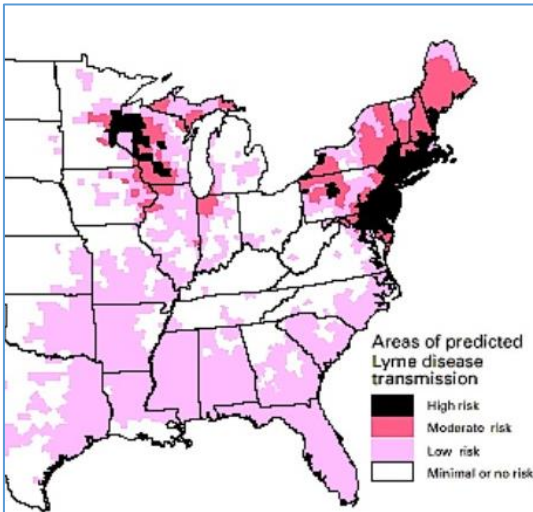 Areas of predicted
Lyme disease
transmission
High risk
Moderate risk
Low risk
Minimal or no risk